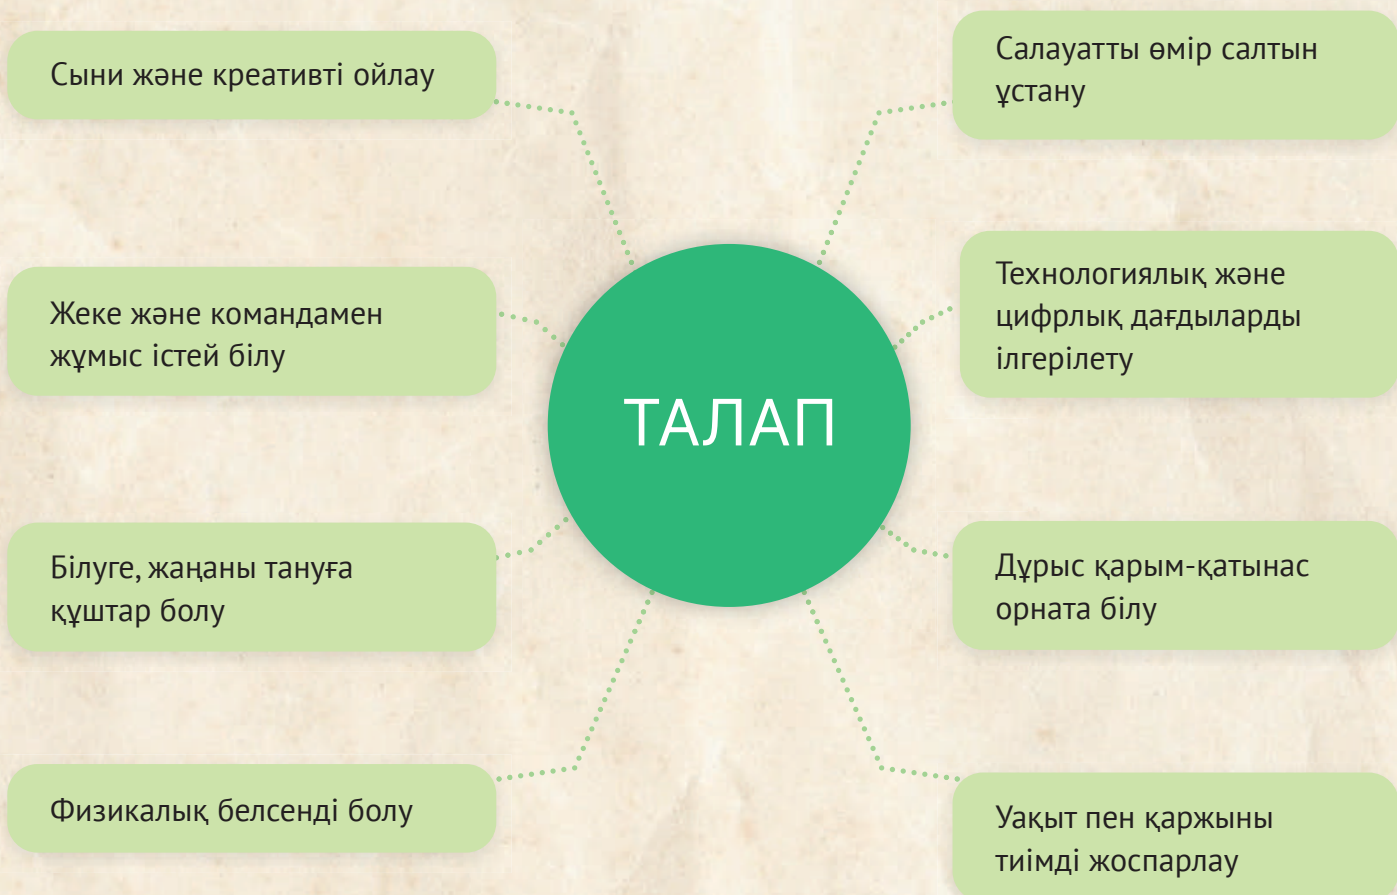 Сыни және креативті ойлау
Жеке және командамен
жұмыс істей білу
Білуге, жаңаны тануға
құштар болу
Физикалық белсенді болу
ТАЛАП
Салауатты өмір салтын
ұстану
Технологиялық және
цифрлық дағдыларды
ілгерілету
Дұрыс қарым-қатынас
орната білу
Уақыт пен қаржыны
тиімді жоспарлау